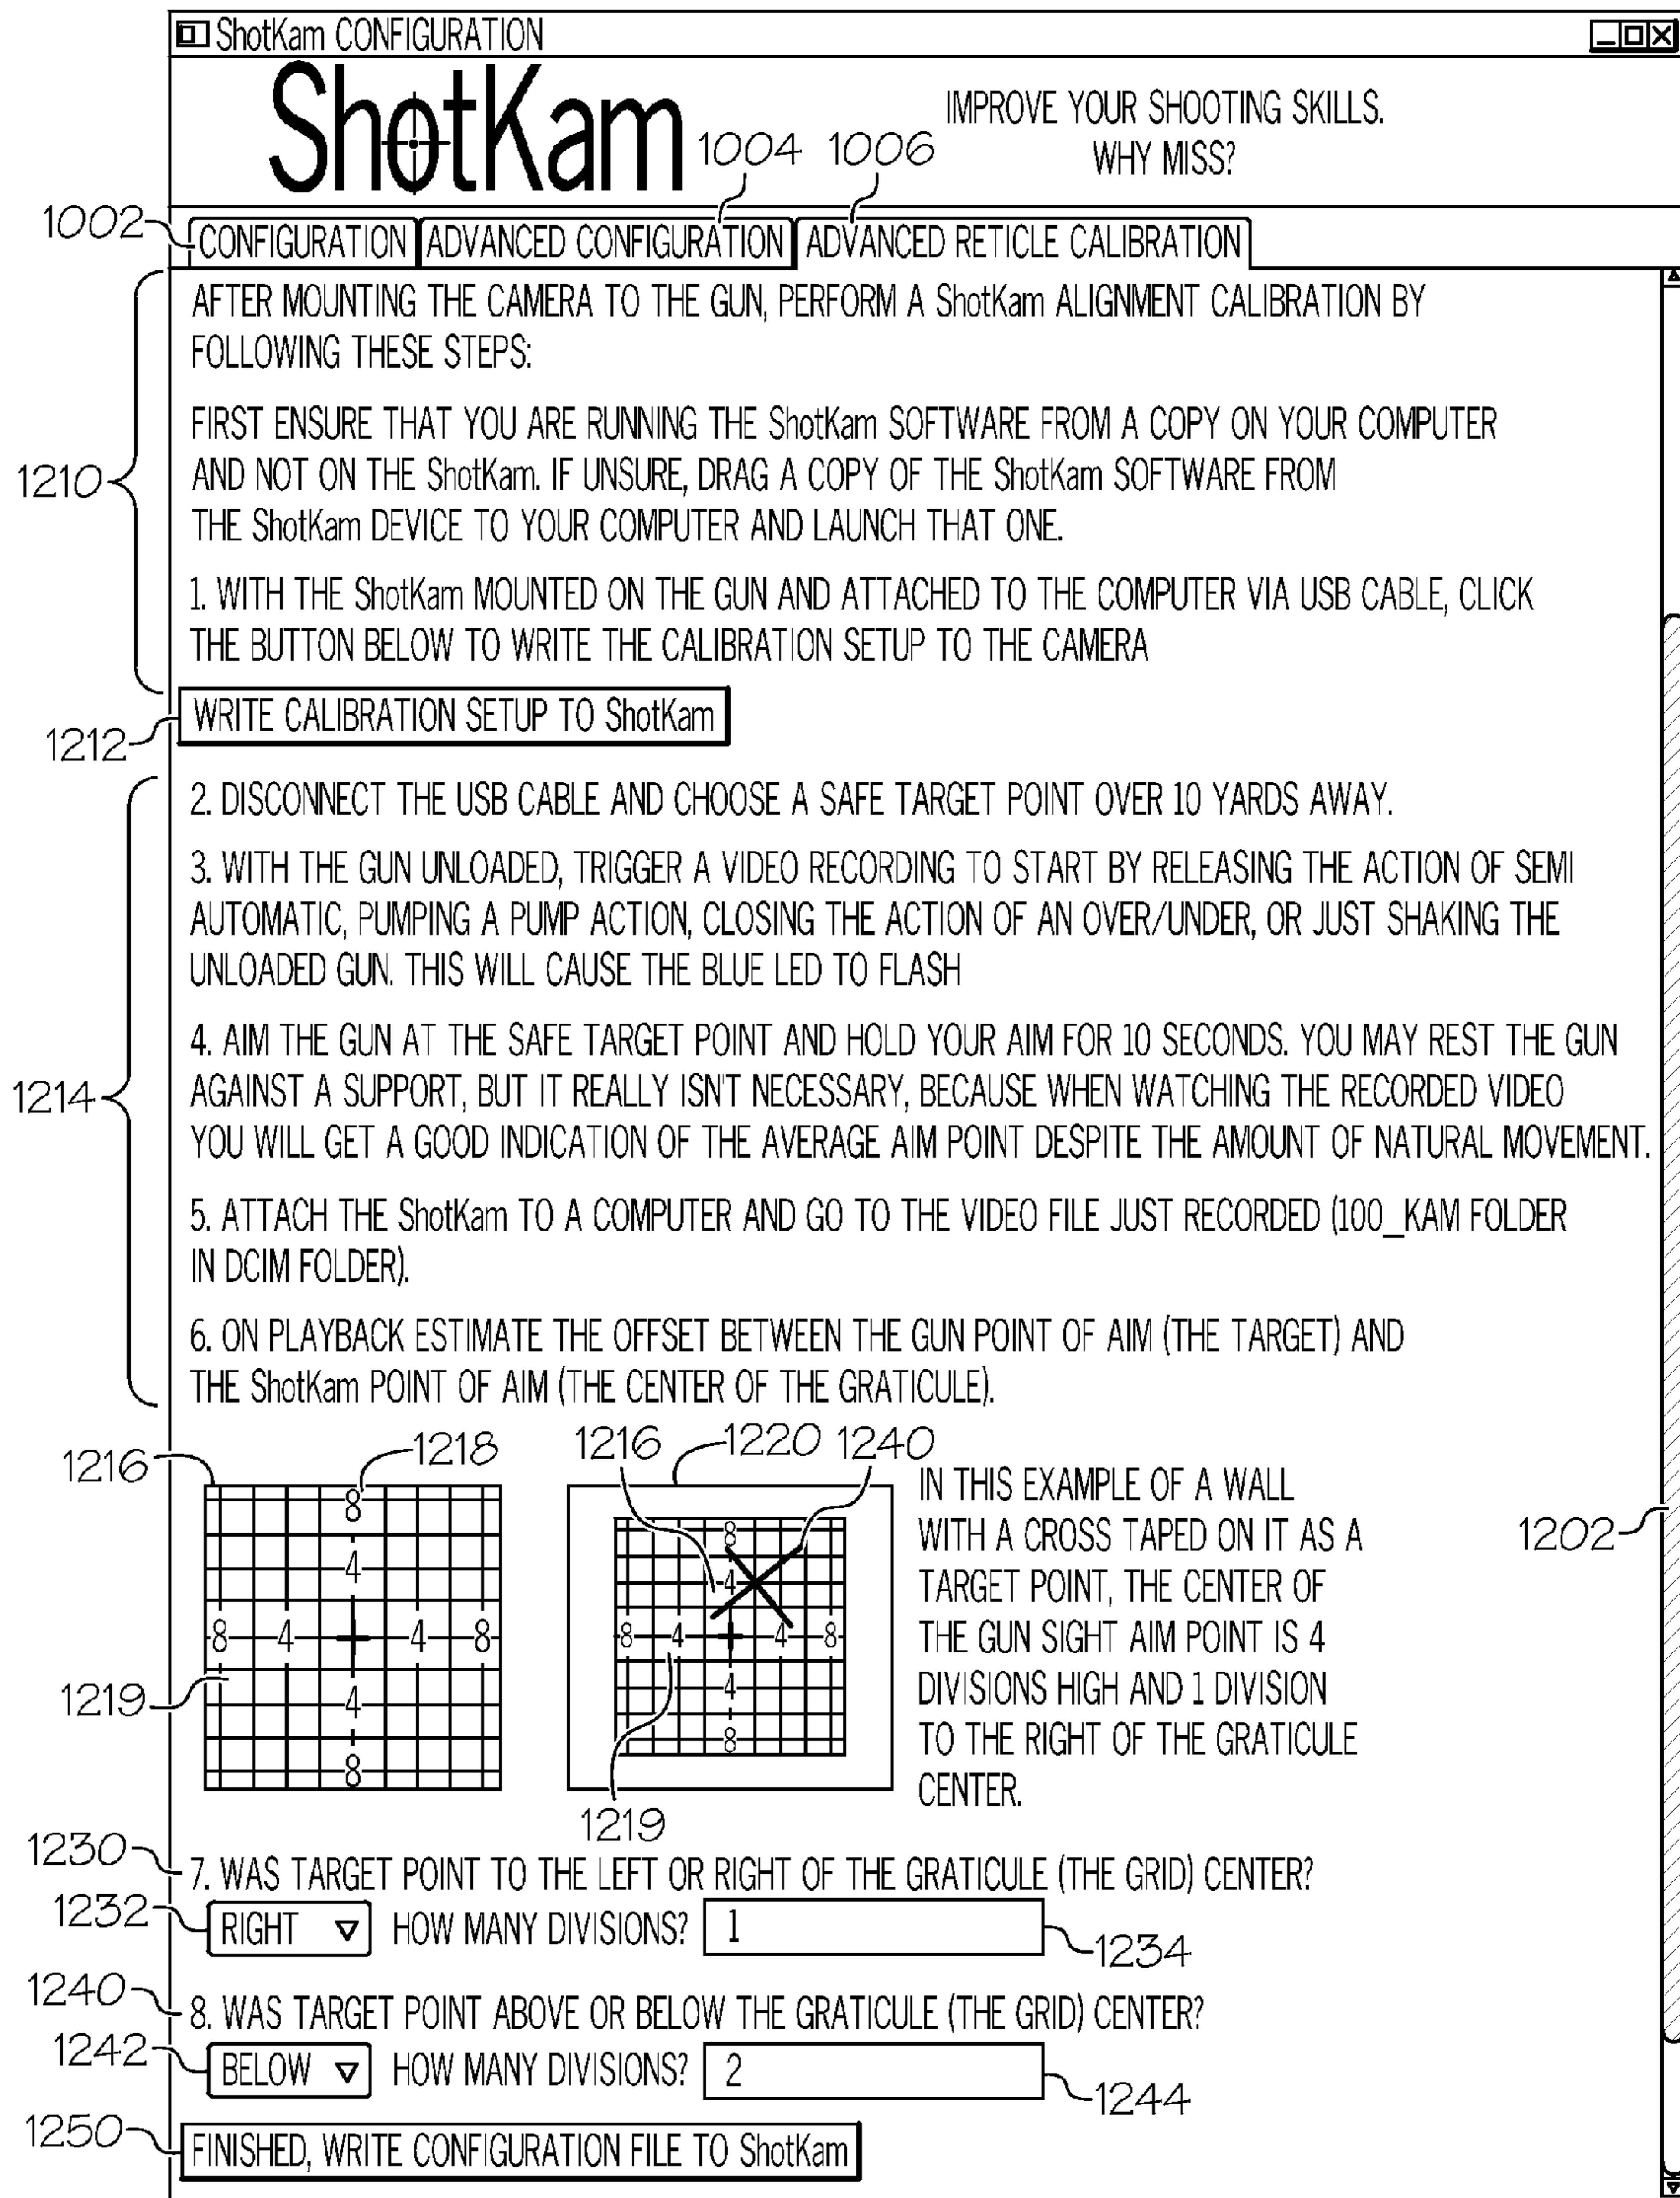 ShotKam CONFIGURATION
ShotKam
IMPROVE YOUR SHOOTING SKILLS.
WHY MISS?
1004 1006
1002
CONFIGURATION ADVANCED CONFIGURATION ADVANCED RETICLE CALIBRATION
AFTER MOUNTING THE CAMERA TO THE GUN, PERFORM A ShotKam ALIGNMENT CALIBRATION BY
FOLLOWING THESE STEPS:
FIRST ENSURE THAT YOU ARE RUNNING THE ShotKam SOFTWARE FROM A COPY ON YOUR COMPUTER
1210
AND NOT ON THE ShotKam. IF UNSURE, DRAG A COPY OF THE ShotKam SOFTWARE FROM
THE ShotKam DEVICE TO YOUR COMPUTER AND LAUNCH THAT ONE.
1. WITH THE ShotKam MOUNTED ON THE GUN AND ATTACHED TO THE COMPUTER VIA USB CABLE, CLICK
THE BUTTON BELOW TO WRITE THE CALIBRATION SETUP TO THE CAMERA
WRITE CALIBRATION SETUP TO ShotKam
1212
2. DISCONNECT THE USB CABLE AND CHOOSE A SAFE TARGET POINT OVER 10 YARDS AWAY.
3. WITH THE GUN UNLOADED, TRIGGER A VIDEO RECORDING TO START BY RELEASING THE ACTION OF SEMI
AUTOMATIC, PUMPING A PUMP ACTION, CLOSING THE ACTION OF AN OVER/UNDER, OR JUST SHAKING THE
UNLOADED GUN. THIS WILL CAUSE THE BLUE LED TO FLASH
4. AIM THE GUN AT THE SAFE TARGET POINT AND HOLD YOUR AIM FOR 10 SECONDS. YOU MAY REST THE GUN
1214
AGAINST A SUPPORT, BUT IT REALLY ISN'T NECESSARY, BECAUSE WHEN WATCHING THE RECORDED VIDEO
YOU WILL GET A GOOD INDICATION OF THE AVERAGE AIM POINT DESPITE THE AMOUNT OF NATURAL MOVEMENT.
5. ATTACH THE ShotKam TO A COMPUTER AND GO TO THE VIDEO FILE JUST RECORDED (100_KAM FOLDER
IN DCIM FOLDER).
6. ON PLAYBACK ESTIMATE THE OFFSET BETWEEN THE GUN POINT OF AIM (THE TARGET) AND
THE ShotKam POINT OF AIM (THE CENTER OF THE GRATICULE).
1216
1218
8
4
8 4 4 8
4
8
1219
1216 1220 1240
8
4
8 4 4 8
4
8
1219
IN THIS EXAMPLE OF A WALL
WITH A CROSS TAPED ON IT AS A
TARGET POINT, THE CENTER OF
THE GUN SIGHT AIM POINT IS 4
DIVISIONS HIGH AND 1 DIVISION
TO THE RIGHT OF THE GRATICULE
CENTER.
1202
1230
7. WAS TARGET POINT TO THE LEFT OR RIGHT OF THE GRATICULE (THE GRID) CENTER?
1232
RIGHT HOW MANY DIVISIONS? 1
1234
1240
8. WAS TARGET POINT ABOVE OR BELOW THE GRATICULE (THE GRID) CENTER?
1242
BELOW HOW MANY DIVISIONS? 2
1244
1250
FINISHED, WRITE CONFIGURATION FILE TO ShotKam